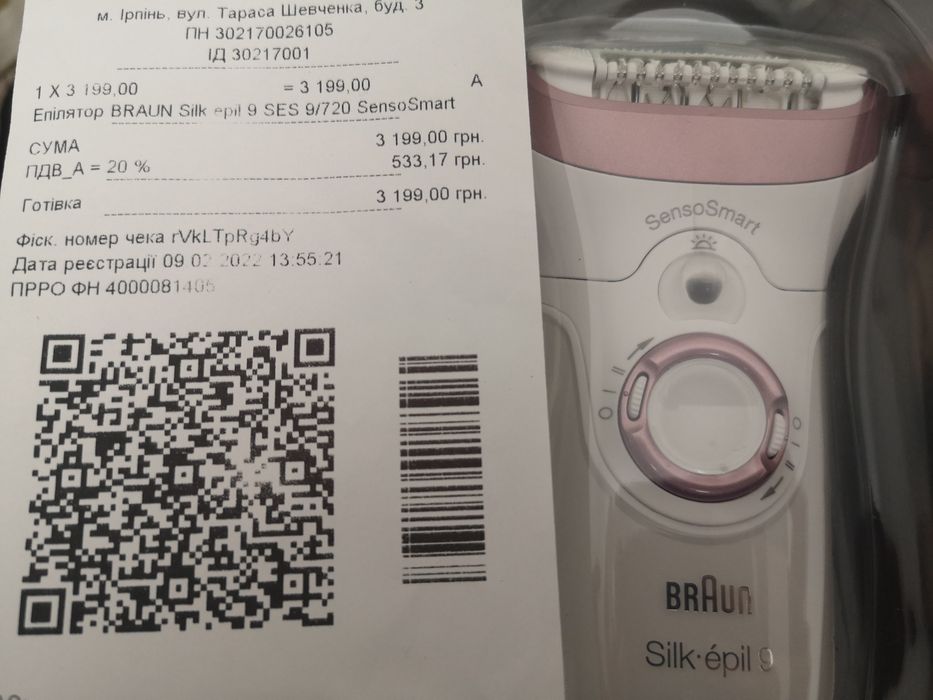 м. Ірпінь, вул. Тараса Шевченка, буд. 3
ПН 302170026105
ІД 30217001
1 X 3 199,00 = 3 199,00 А
Епілятор BRAUN Silk epil 9 SES 9/720 SensoSmart
СУМА 3 199,00 грн.
ПДВ_А = 20 % 533,17 грн.
Готівка 3 199,00 грн.
Фіск. номер чека rVkLTpRg4bY
Дата реєстрації 09 02 2022 13:55:21
ПРРО ФН 4000081405
SensoSmart
BRAUN
Silk·épil 9